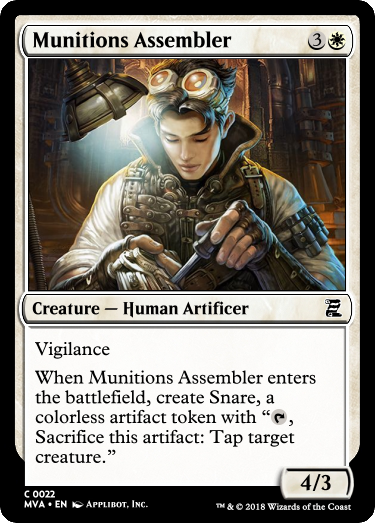 Munitions Assembler 3
Creature — Human Artificer
Vigilance
When Munitions Assembler enters
the battlefield, create Snare, a
colorless artifact token with “,
Sacrifice this artifact: Tap target
creature.”
4/3
C 0022
MVA • EN Applibot, Inc.
™ & © 2018 Wizards of the Coast